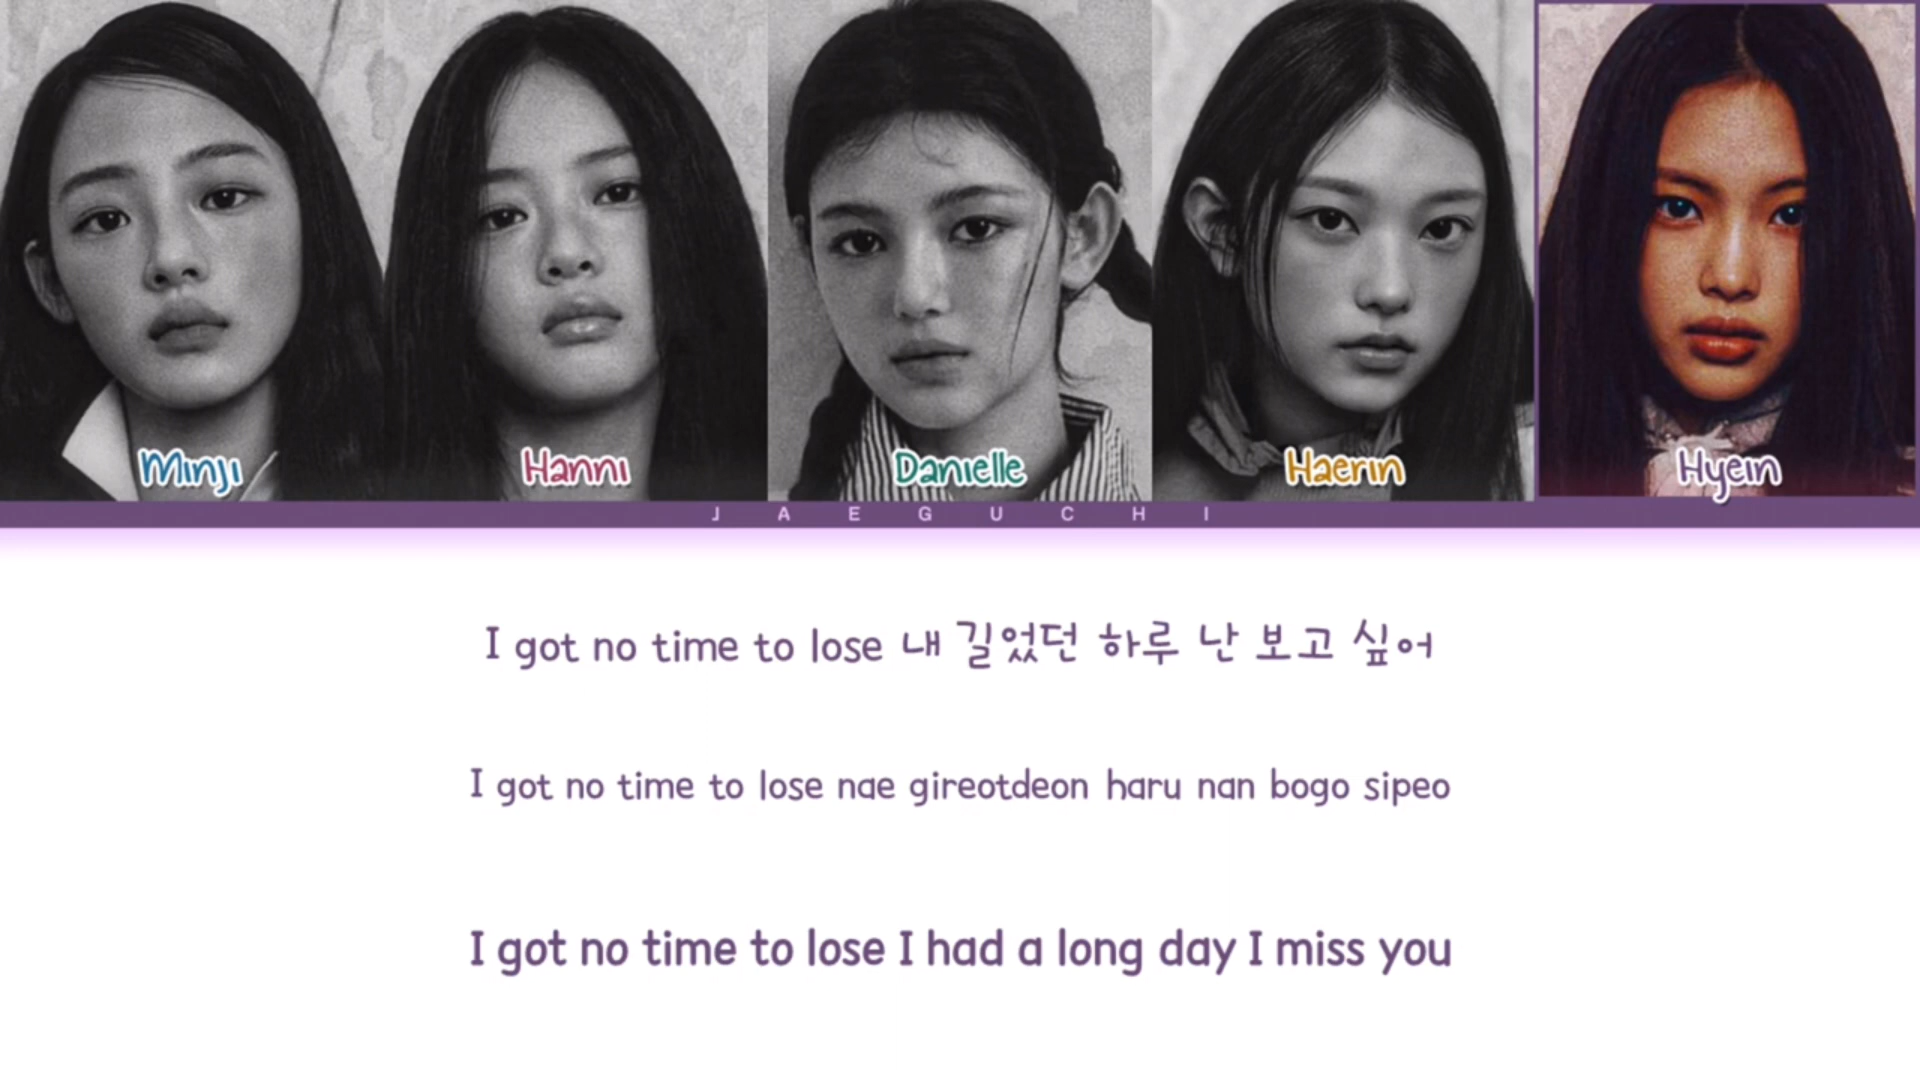 Minji Hanni Danielle Haerin Hyein
JAEGUCHI
I got no time to lose 내 길었던 하루 난 보고 싶어
I got no time to lose nae gireotdeon haru nan bogo sipeo
I got no time to lose I had a long day I miss you